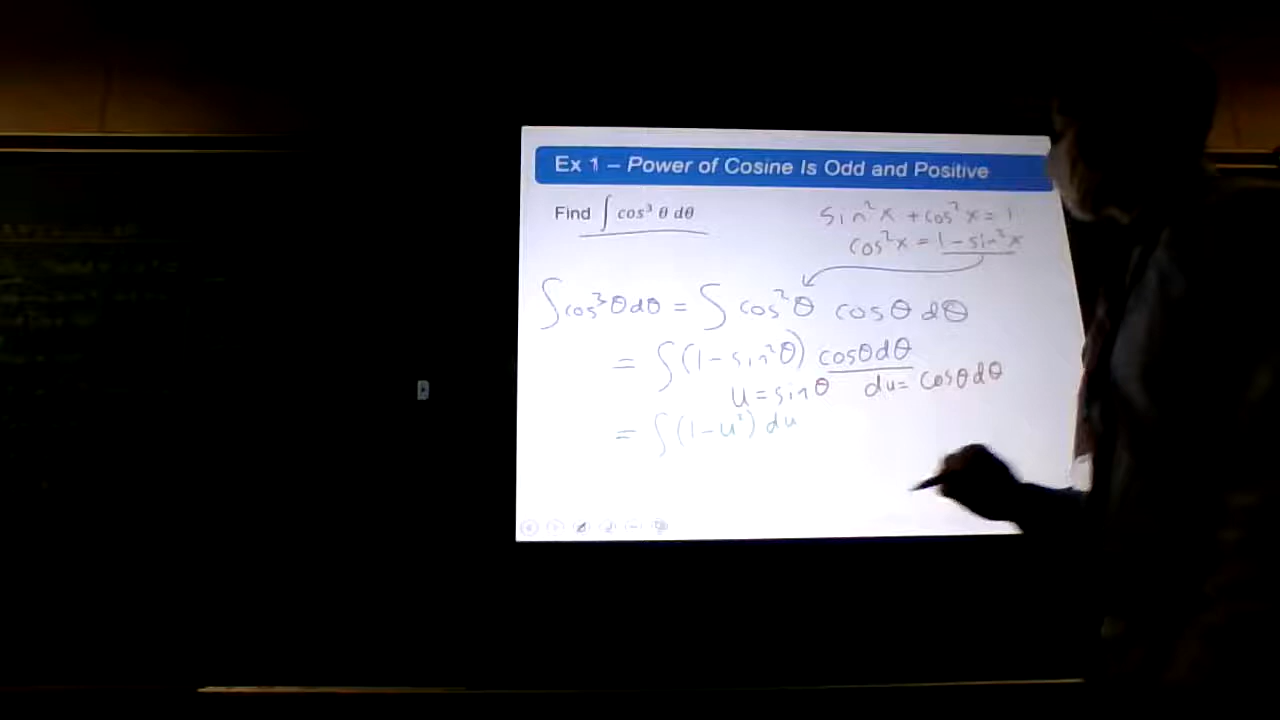 Ex 1 – Power of Cosine Is Odd and Positive
Find ∫ cos³ θ dθ
sin²x + cos²x = 1
cos²x = 1 – sin²x
∫cos³θdθ = ∫ cos²θ cosθ dθ
= ∫(1 – sin²θ) cosθdθ
u = sinθ du = cosθdθ
= ∫(1 – u²) du